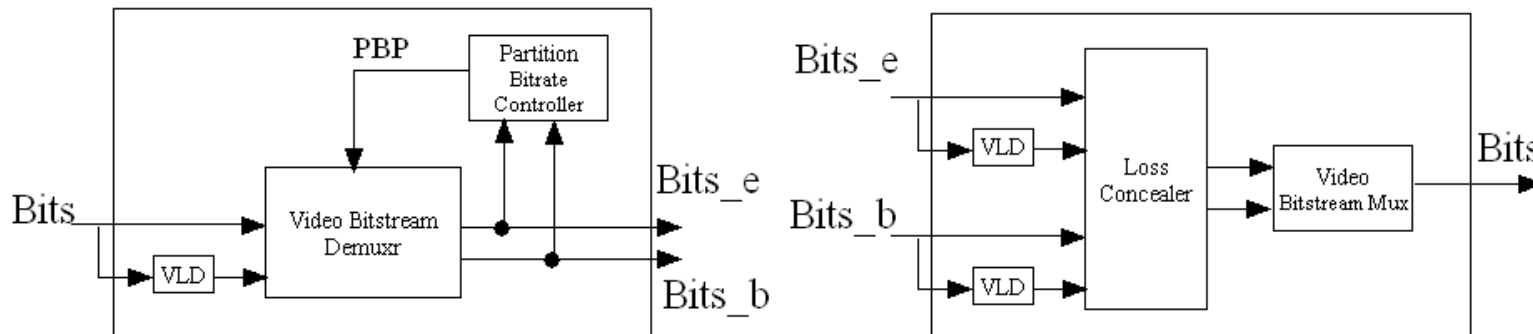 PBP
Partition
Bitrate
Controller
Bits
VLD
Video Bitstream
Demuxr
Bits_e
Bits_b
Bits_e
VLD
Bits_b
VLD
Loss
Concealer
Video
Bitstream Mux
Bits